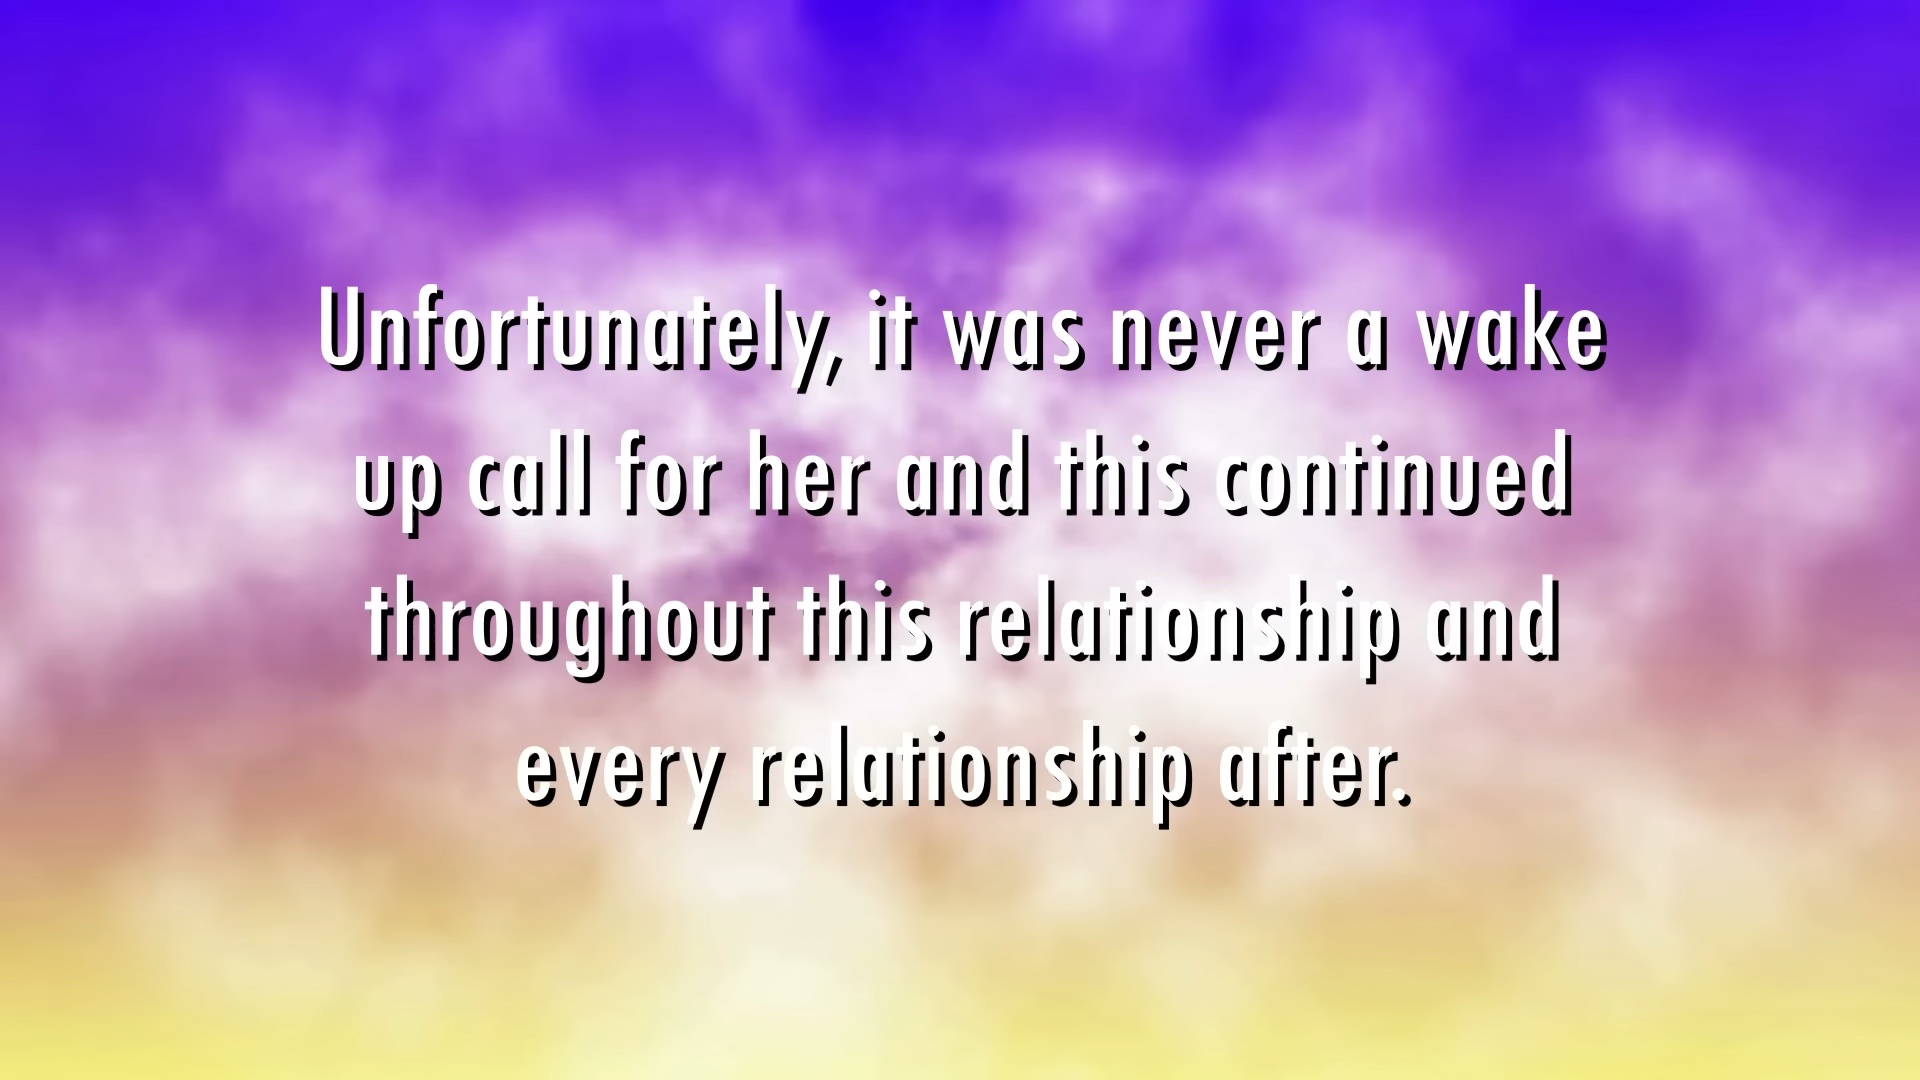 Unfortunately, it was never a wake
up call for her and this continued
throughout this relationship and
every relationship after.